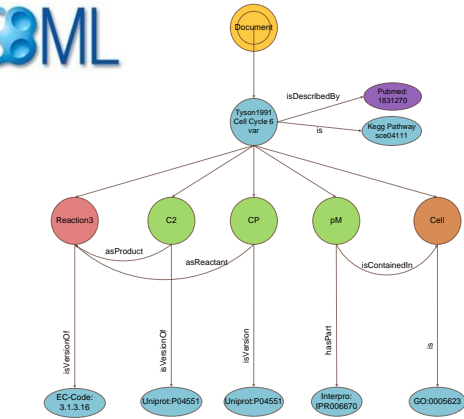 BML
Document
isDescribedBy
Pubmed:
1831270
Tyson1991
Cell Cycle 6
var
is
Kegg Pathway
sce04111
Reaction3
C2
CP
pM
Cell
asProduct
asReactant
isContainedIn
isVersionOf
isVersionOf
isVersion
hasPart
is
EC-Code:
3.1.3.16
Uniprot:P04551
Uniprot:P04551
Interpro:
IPR006670
GO:0005623